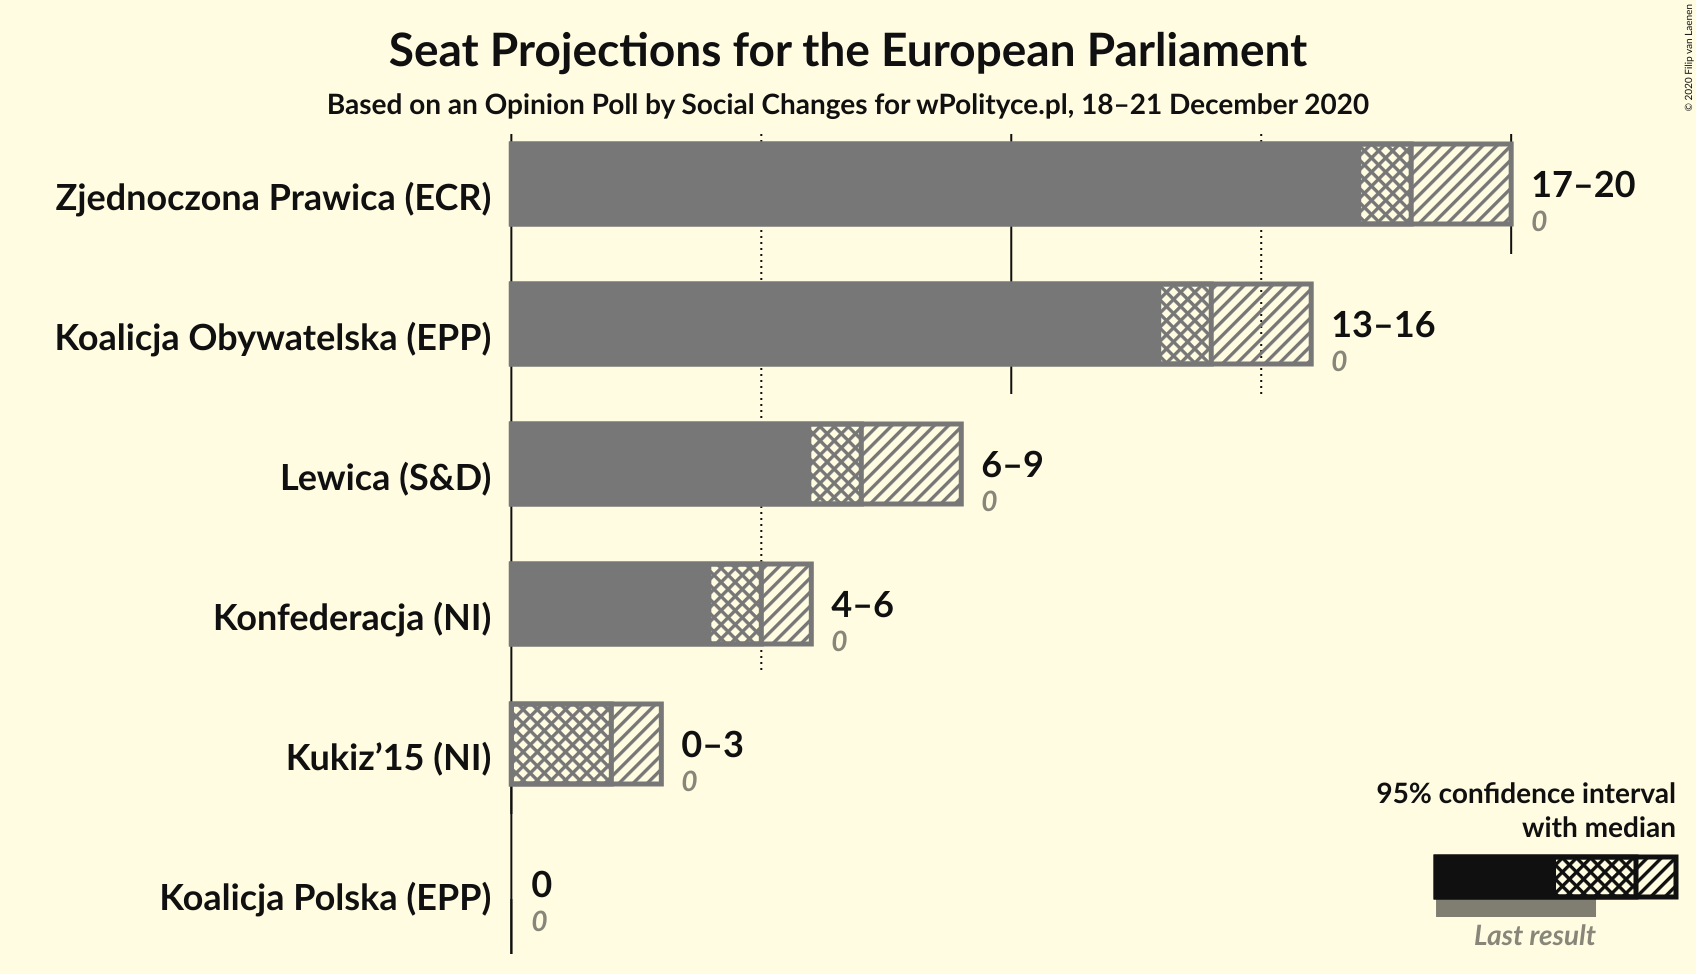 Seat Projections for the European Parliament
Based on an Opinion Poll by Social Changes for wPolityce.pl, 18–21 December 2020
© 2020 Filip van Laenen
Zjednoczona Prawica (ECR)
17–20
0
Koalicja Obywatelska (EPP)
13–16
0
Lewica (S&D)
6–9
0
Konfederacja (NI)
4–6
0
Kukiz’15 (NI)
0–3
0
Koalicja Polska (EPP)
0
0
95% confidence interval
with median
Last result